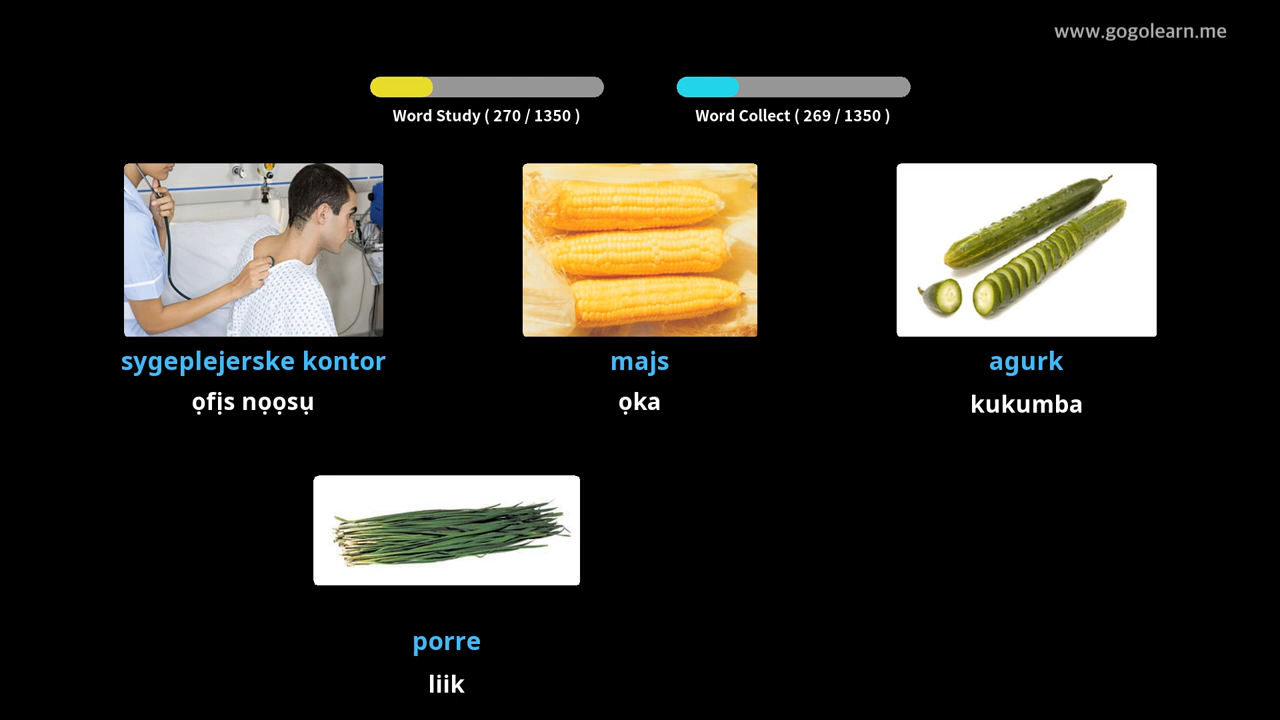 www.gogolearn.me
Word Study ( 270 / 1350 )
Word Collect ( 269 / 1350 )
sygeplejerske kontor
ọfịs nọọsụ
majs
ọka
agurk
kukumba
porre
liik